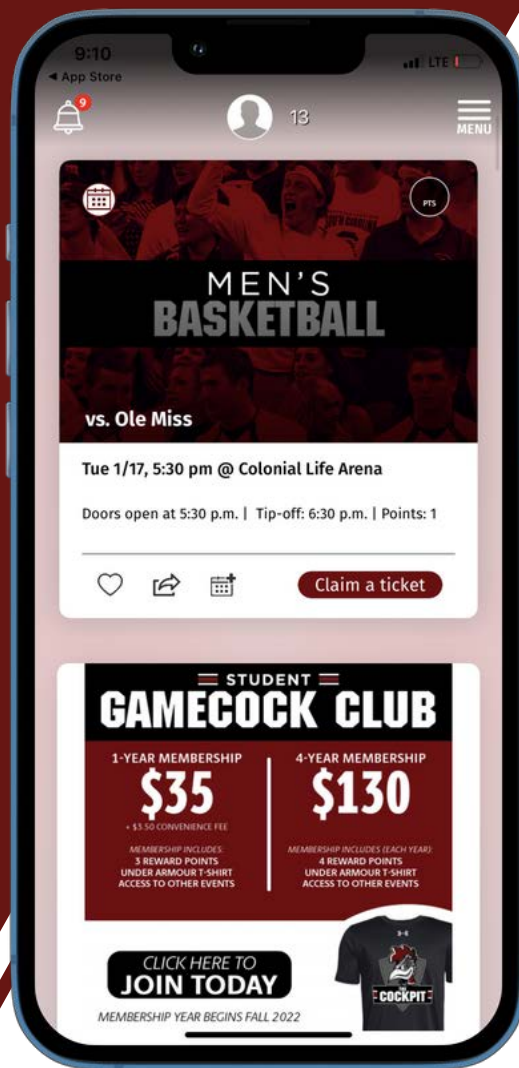 9:10
LTE
◀ App Store
9
13
MENU
PTS
MEN'S
BASKETBALL
vs. Ole Miss
Tue 1/17, 5:30 pm @ Colonial Life Arena
Doors open at 5:30 p.m. | Tip-off: 6:30 p.m. | Points: 1
Claim a ticket
STUDENT
GAMECOCK CLUB
1-YEAR MEMBERSHIP
$35
+ $3.50 CONVENIENCE FEE
MEMBERSHIP INCLUDES:
3 REWARD POINTS
UNDER ARMOUR T-SHIRT
ACCESS TO OTHER EVENTS
4-YEAR MEMBERSHIP
$130
MEMBERSHIP INCLUDES (EACH YEAR):
4 REWARD POINTS
UNDER ARMOUR T-SHIRT
ACCESS TO OTHER EVENTS
CLICK HERE TO
JOIN TODAY
MEMBERSHIP YEAR BEGINS FALL 2022
THE
COCKPIT